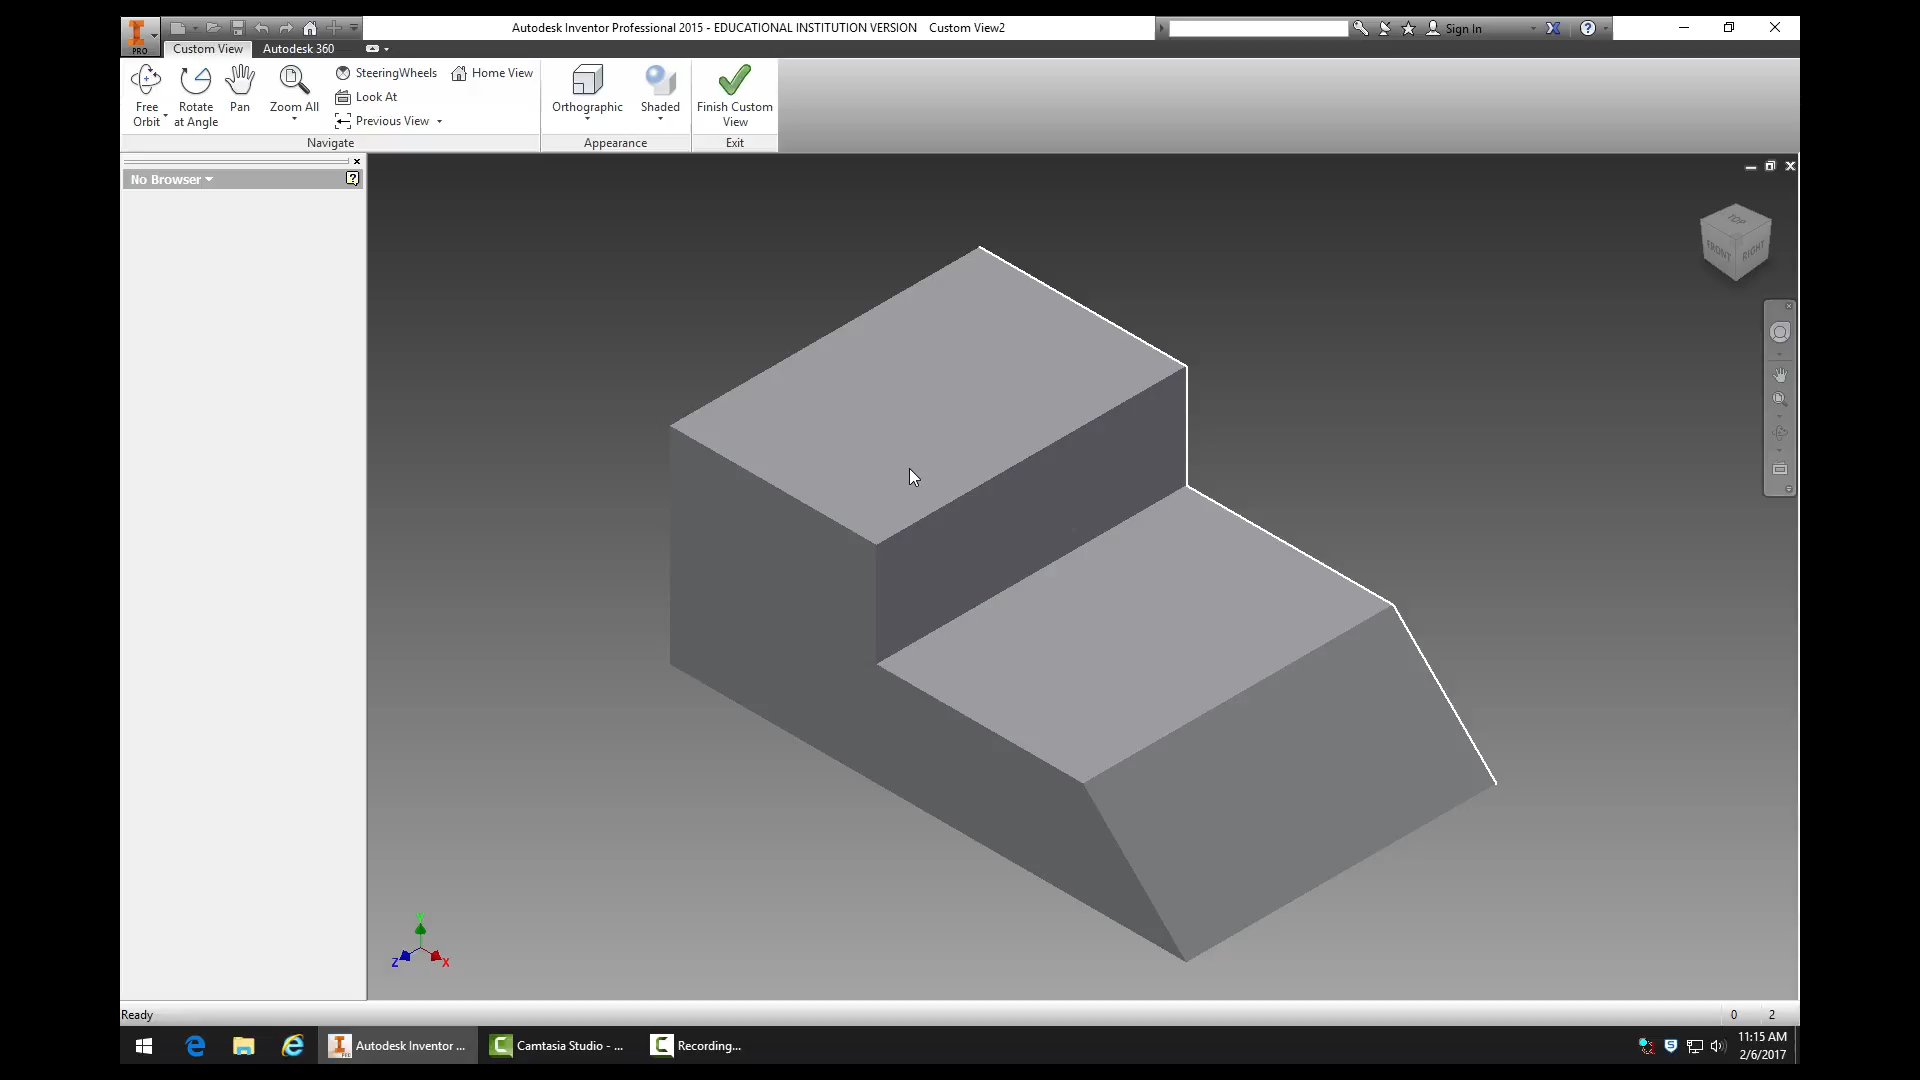 Autodesk Inventor Professional 2015 - EDUCATIONAL INSTITUTION VERSION Custom View2
Sign In
PRO
Custom View
Autodesk 360
Free Orbit
Rotate at Angle
Pan
Zoom All
SteeringWheels
Look At
Previous View
Home View
Navigate
Orthographic
Shaded
Appearance
Finish Custom View
Exit
No Browser
TOP
FRONT
RIGHT
Y
Z
X
Ready
0 2
Autodesk Inventor ...
Camtasia Studio - ...
Recording...
11:15 AM
2/6/2017